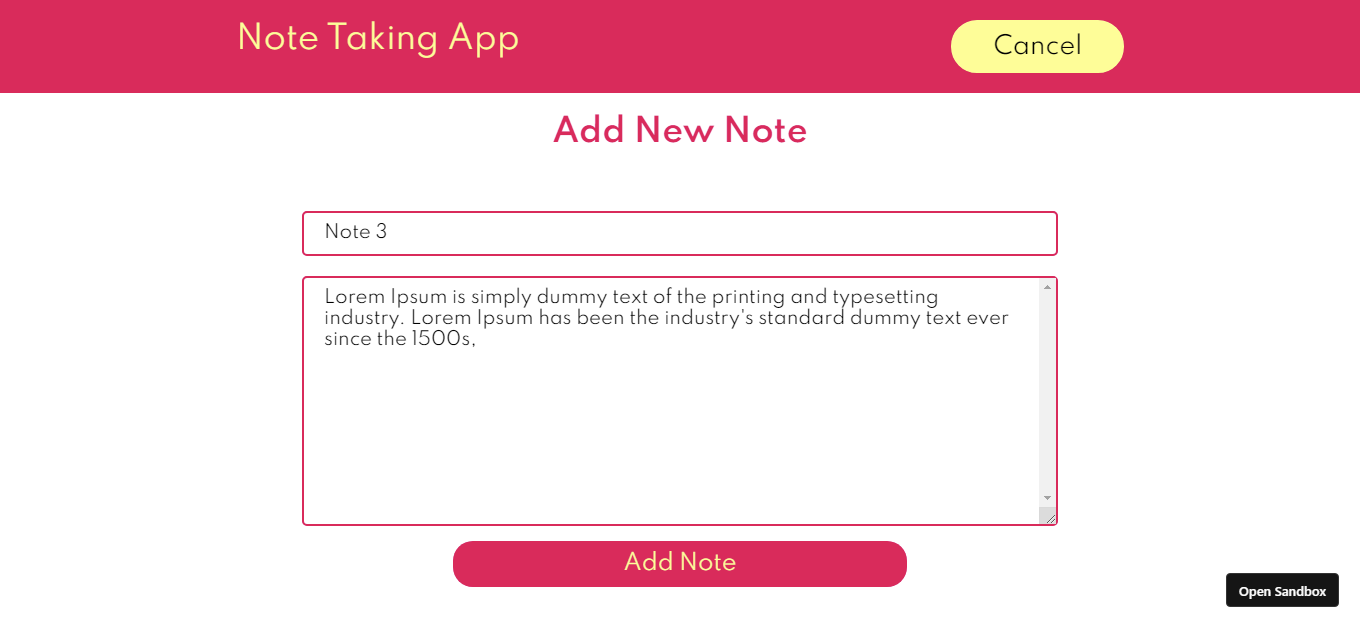 Note Taking App
Cancel
Add New Note
Note 3
Lorem Ipsum is simply dummy text of the printing and typesetting
industry. Lorem Ipsum has been the industry's standard dummy text ever
since the 1500s,
Add Note
Open Sandbox